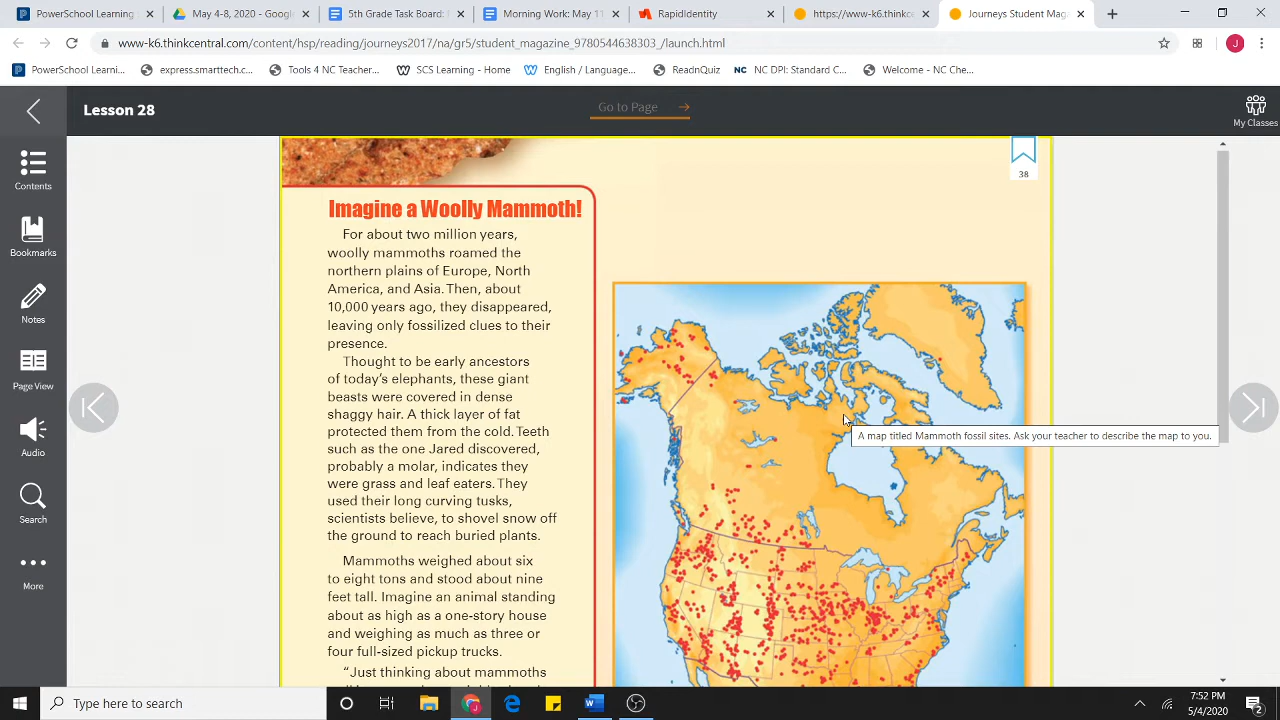 PowerSchool Learning
May 4-8, 2020 - Googl
5th Grade Task Board:
Morning Work: May 11
RapidIdentity
https://www-k6.thinkce
Journeys Student Mag
www-k6.thinkcentral.com/content/hsp/reading/journeys2017/na/gr5/student_magazine_9780544638303_/launch.html
J
PowerSchool Learni...
express.smarttech.c...
Tools 4 NC Teacher...
SCS Learning - Home
English / Language...
ReadnQuiz
NC
NC DPI: Standard C...
Welcome - NC Che...
Lesson 28
Go to Page
My Classes
Contents
Bookmarks
Notes
Page View
Audio
Search
More
38
Imagine a Woolly Mammoth!
For about two million years,
woolly mammoths roamed the
northern plains of Europe, North
America, and Asia. Then, about
10,000 years ago, they disappeared,
leaving only fossilized clues to their
presence.
Thought to be early ancestors
of today's elephants, these giant
beasts were covered in dense
shaggy hair. A thick layer of fat
protected them from the cold. Teeth
such as the one Jared discovered,
probably a molar, indicates they
were grass and leaf eaters. They
used their long curving tusks,
scientists believe, to shovel snow off
the ground to reach buried plants.
Mammoths weighed about six
to eight tons and stood about nine
feet tall. Imagine an animal standing
about as high as a one-story house
and weighing as much as three or
four full-sized pickup trucks.
"Just thinking about mammoths
A map titled Mammoth fossil sites. Ask your teacher to describe the map to you.
Type here to search
7:52 PM
5/4/2020
2